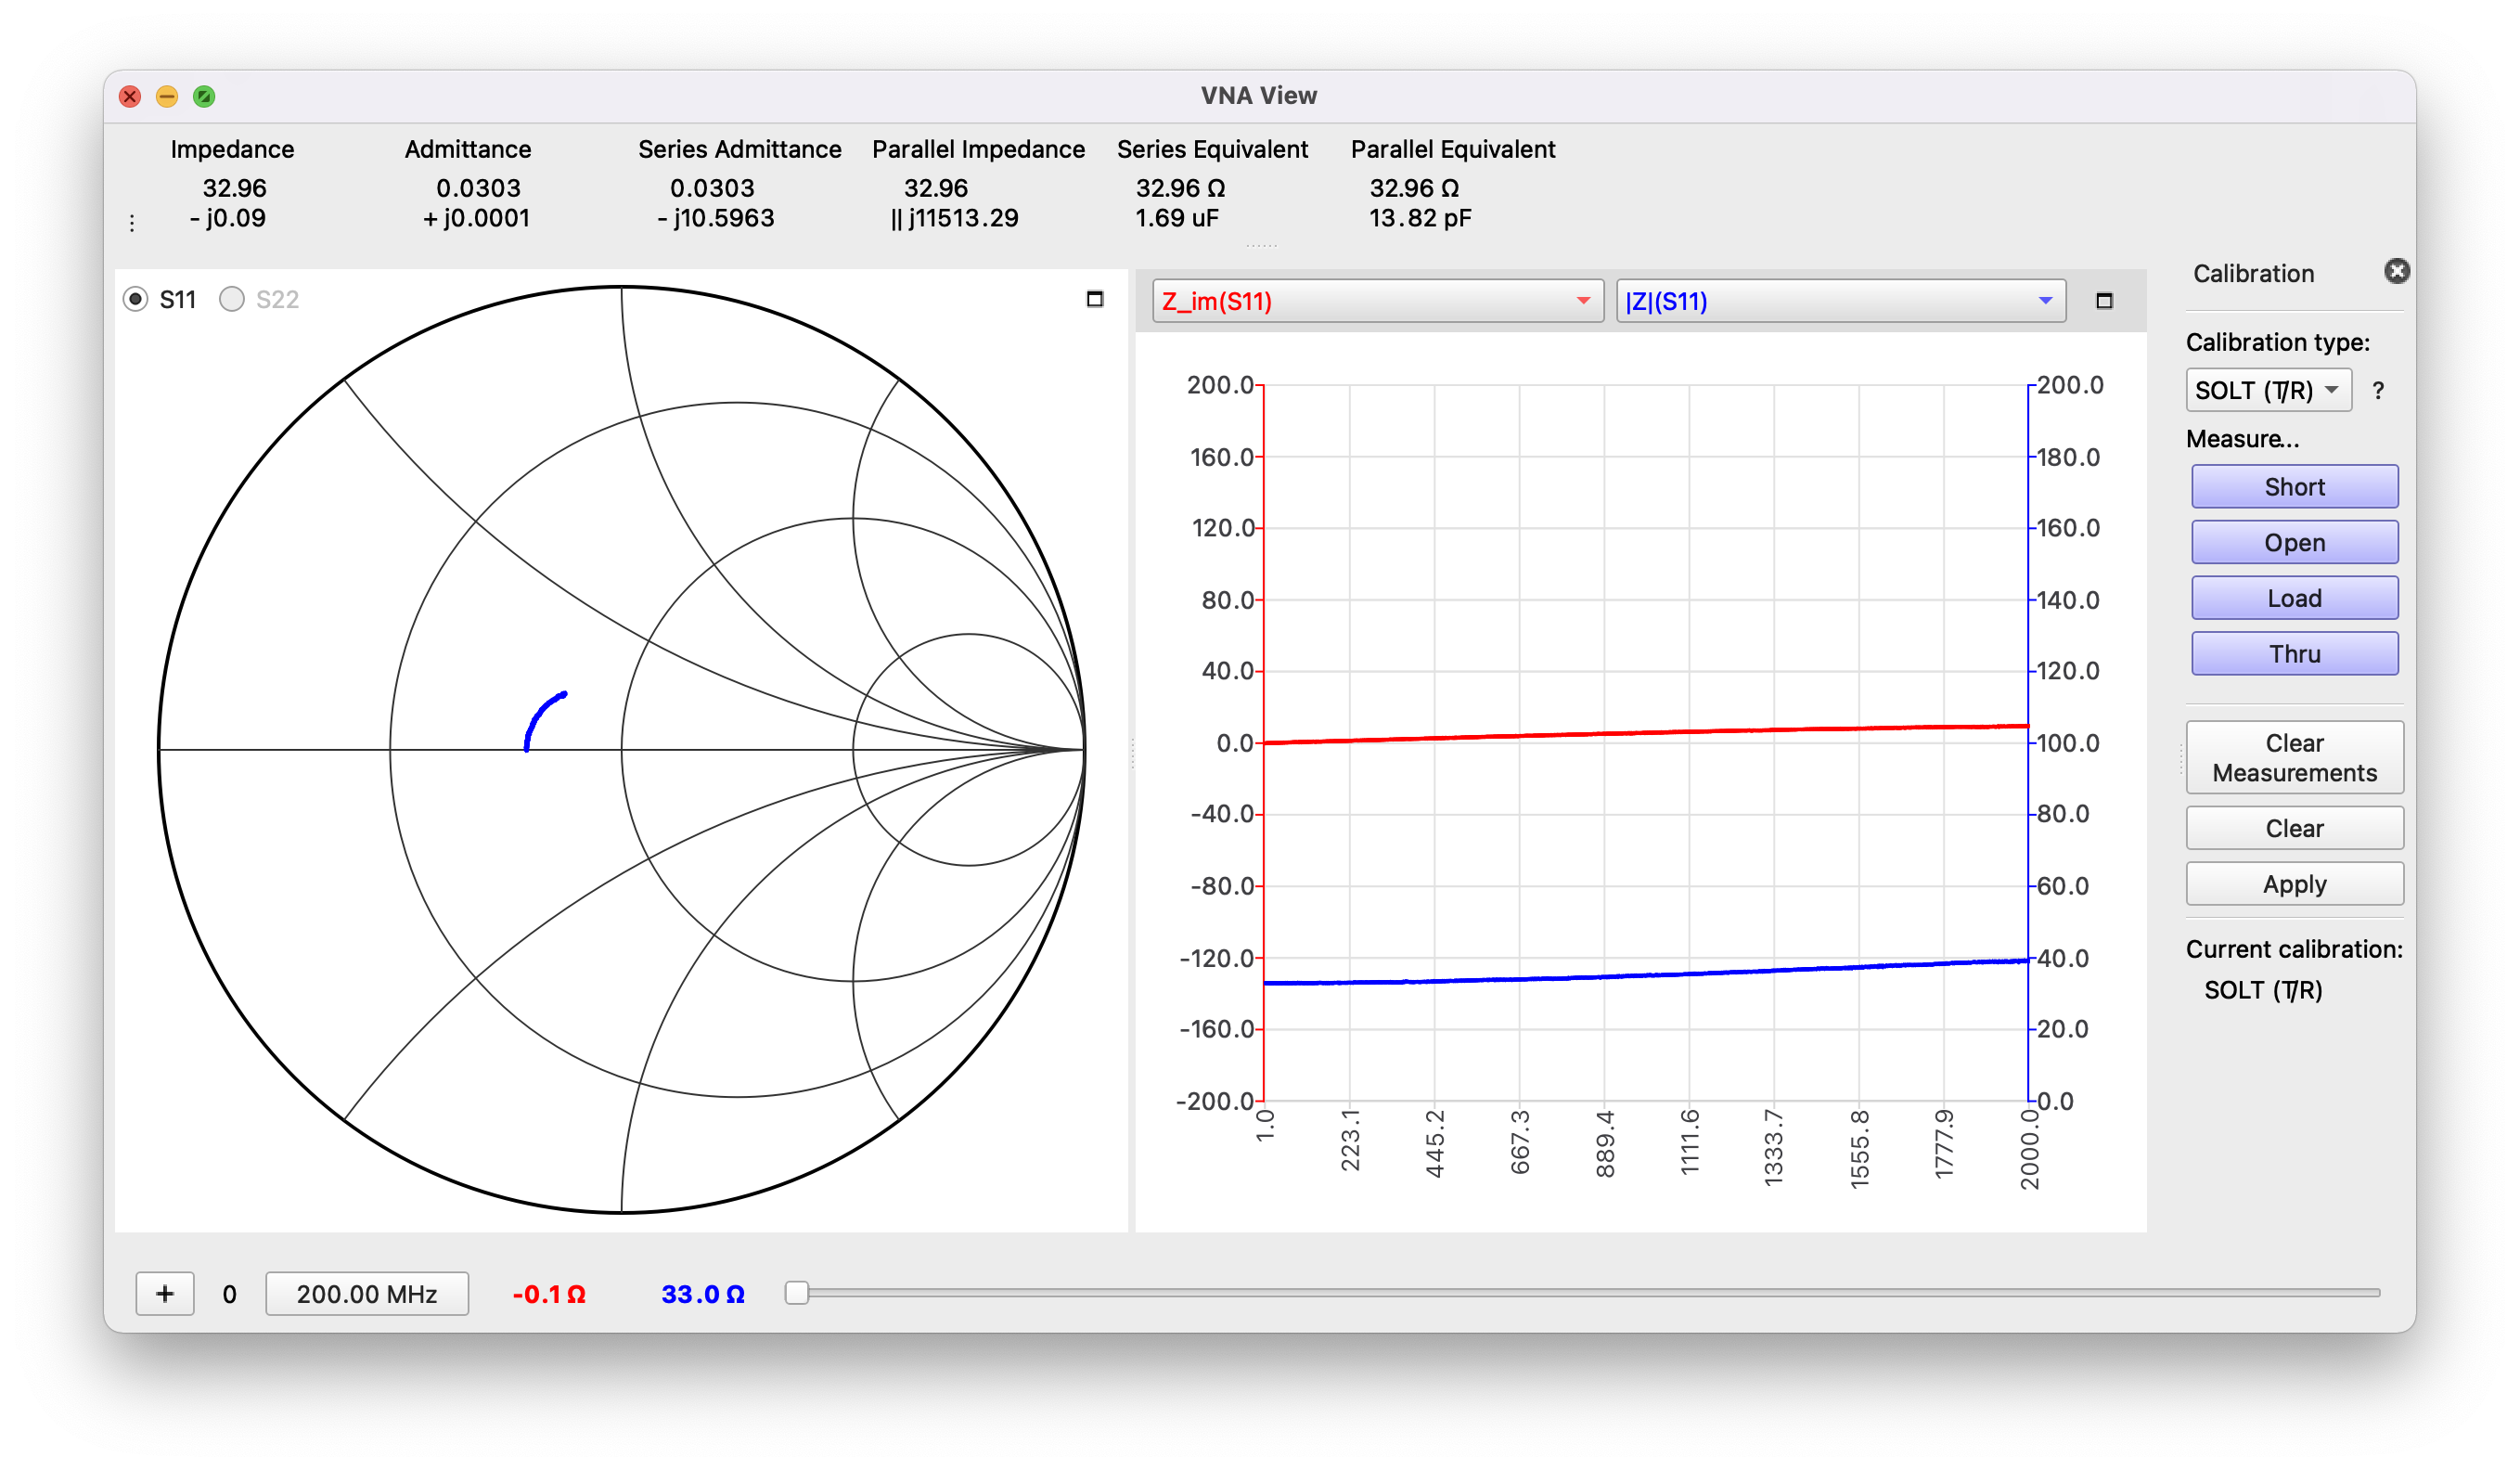 VNA View
Impedance Admittance Series Admittance Parallel Impedance Series Equivalent Parallel Equivalent
32.96 0.0303 0.0303 32.96 32.96 Ω 32.96 Ω
- j0.09 + j0.0001 - j10.5963 || j11513.29 1.69 uF 13.82 pF
S11 S22
Z_im(S11) |Z|(S11)
200.0 200.0
160.0 180.0
120.0 160.0
80.0 140.0
40.0 120.0
0.0 100.0
-40.0 80.0
-80.0 60.0
-120.0 40.0
-160.0 20.0
-200.0 0.0
1.0 223.1 445.2 667.3 889.4 1111.6 1333.7 1555.8 1777.9 2000.0
Calibration
Calibration type:
SOLT (T/R) ?
Measure...
Short
Open
Load
Thru
Clear
Measurements
Clear
Apply
Current calibration:
SOLT (T/R)
+ 0 200.00 MHz -0.1 Ω 33.0 Ω